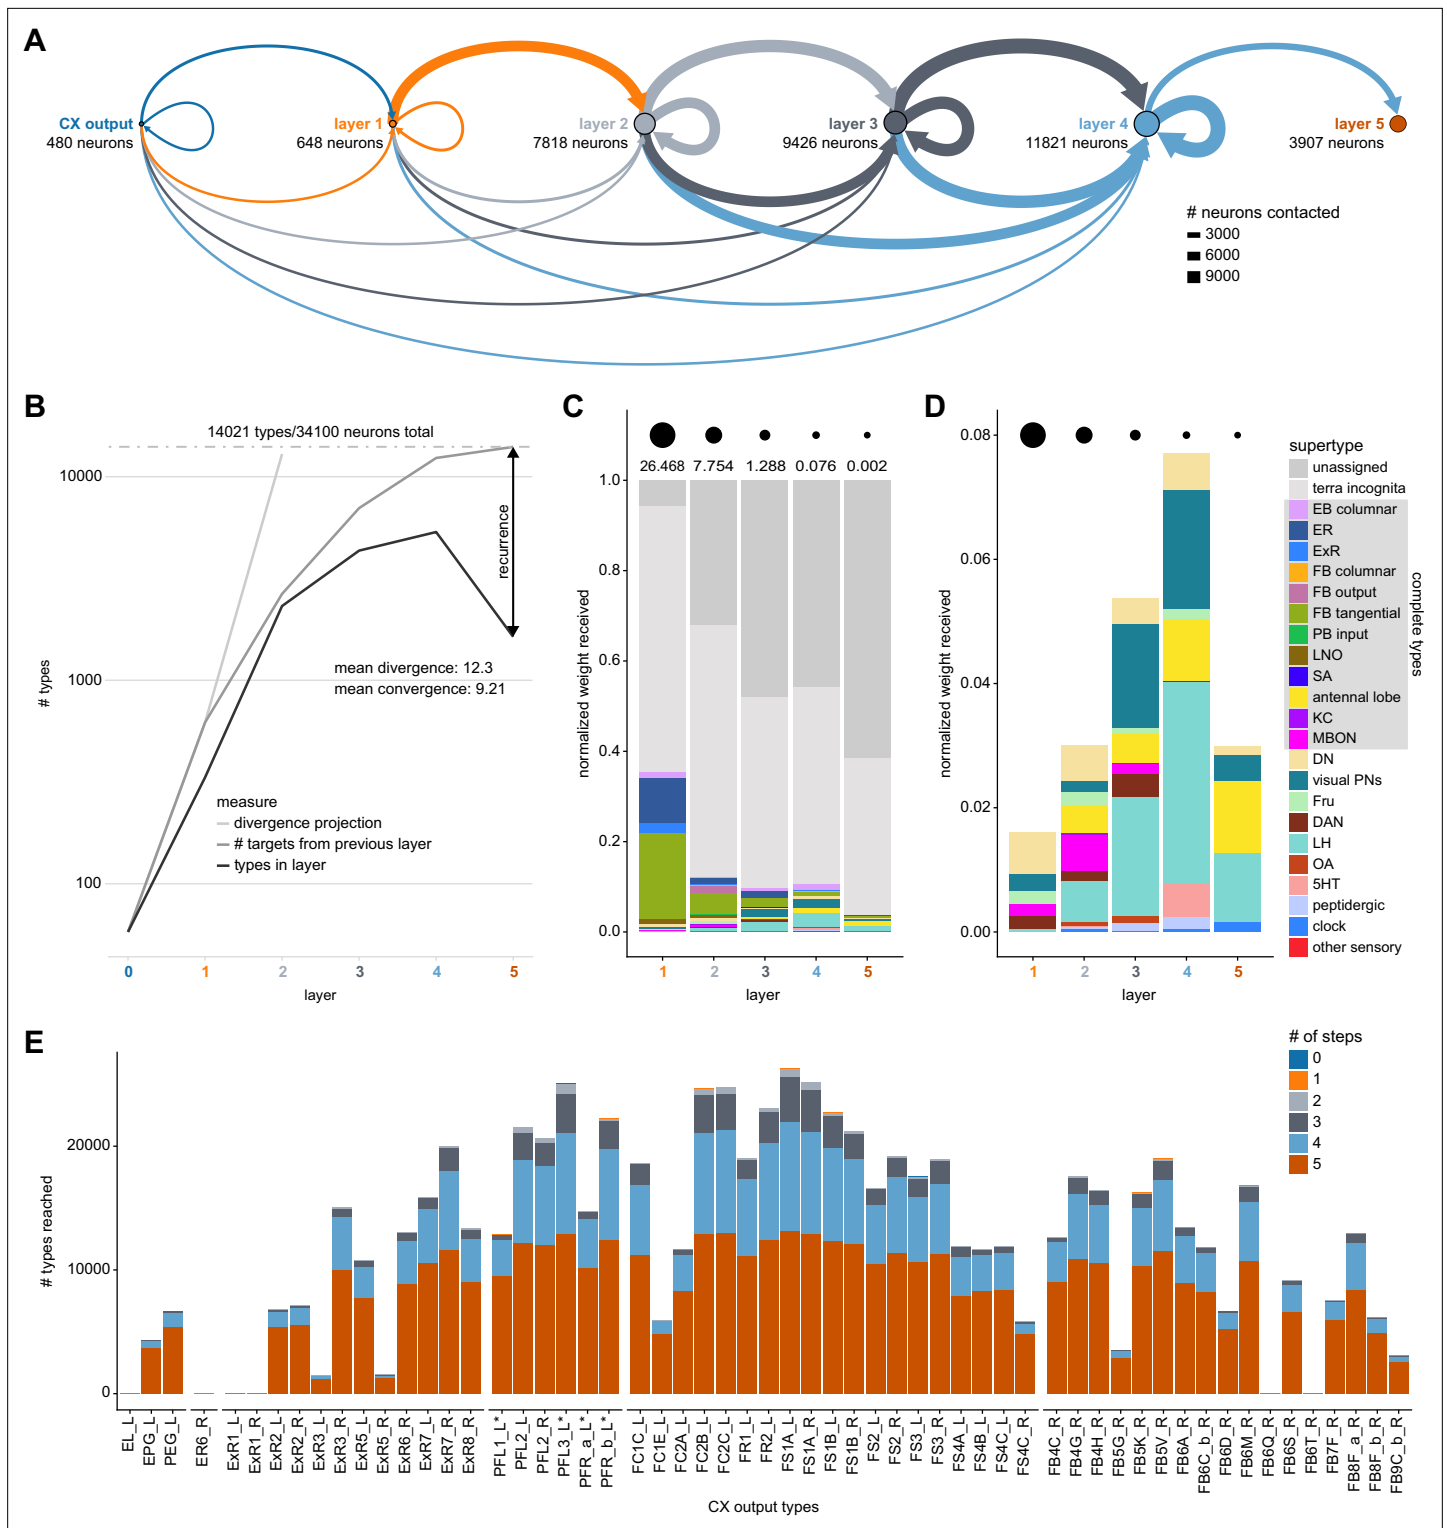 A
CX output
480 neurons
layer 1
648 neurons
layer 2
7818 neurons
layer 3
9426 neurons
layer 4
11821 neurons
layer 5
3907 neurons
# neurons contacted
3000
6000
9000
B
14021 types/34100 neurons total
10000
1000
100
# types
recurrence
mean divergence: 12.3
mean convergence: 9.21
measure
divergence projection
# targets from previous layer
types in layer
0 1 2 3 4 5
layer
C
26.468 7.754 1.288 0.076 0.002
1.0
0.8
0.6
0.4
0.2
0.0
normalized weight received
1 2 3 4 5
layer
D
0.08
0.06
0.04
0.02
0.00
normalized weight received
1 2 3 4 5
layer
supertype
unassigned
terra incognita
EB columnar
ER
ExR
FB columnar
FB output
FB tangential
PB input
LNO
SA
antennal lobe
KC
MBON
DN
visual PNs
Fru
DAN
LH
OA
5HT
peptidergic
clock
other sensory
complete types
E
# of steps
0
1
2
3
4
5
20000
10000
0
# types reached
EL_L
EPG_L
PEG_L
ER6_R
ExR1_L
ExR1_R
ExR2_L
ExR2_R
ExR3_L
ExR3_R
ExR5_L
ExR5_R
ExR6_R
ExR7_L
ExR7_R
ExR8_R
PFL1_L*
PFL2_L
PFL2_R
PFL3_L*
PFR_a_L*
PFR_b_L*
FC1C_L
FC1E_L
FC2A_L
FC2B_L
FC2C_L
FR1_L
FR2_L
FS1A_L
FS1A_R
FS1B_L
FS1B_R
FS2_L
FS2_R
FS3_L
FS3_R
FS4A_L
FS4B_L
FS4C_L
FS4C_R
FB4C_R
FB4G_R
FB4H_R
FB5G_R
FB5K_R
FB5V_R
FB6A_R
FB6C_b_R
FB6D_R
FB6M_R
FB6Q_R
FB6S_R
FB6T_R
FB7F_R
FB8F_a_R
FB8F_b_R
FB9C_b_R
CX output types